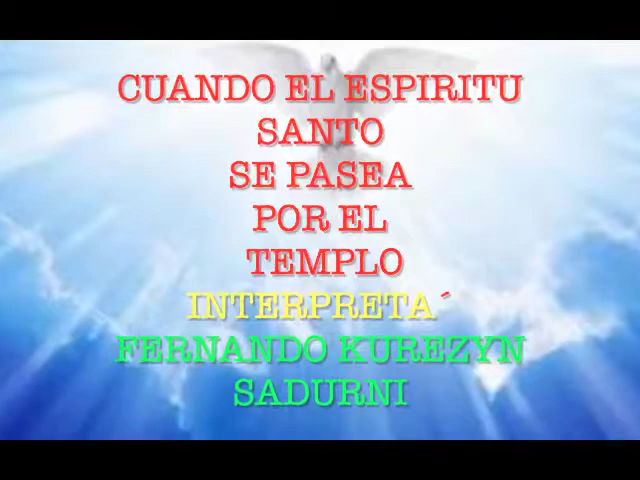 CUANDO EL ESPIRITU
SANTO
SE PASEA
POR EL
TEMPLO
INTERPRETA´
FERNANDO KUREZYN
SADURNI